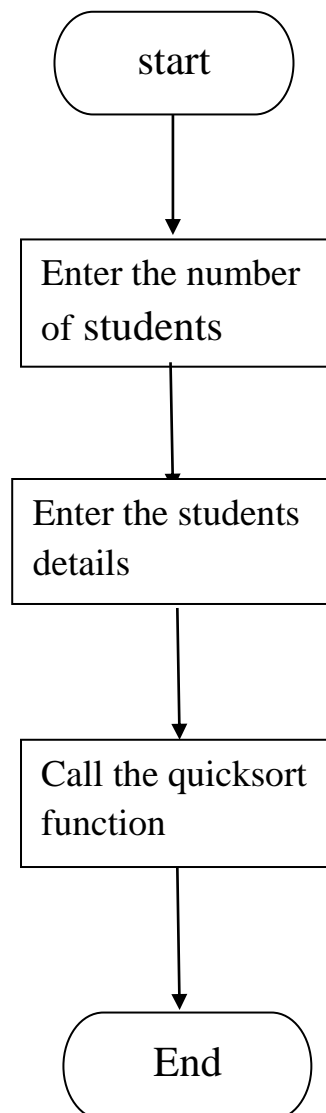 start
Enter the number
of students
Enter the students
details
Call the quicksort
function
End